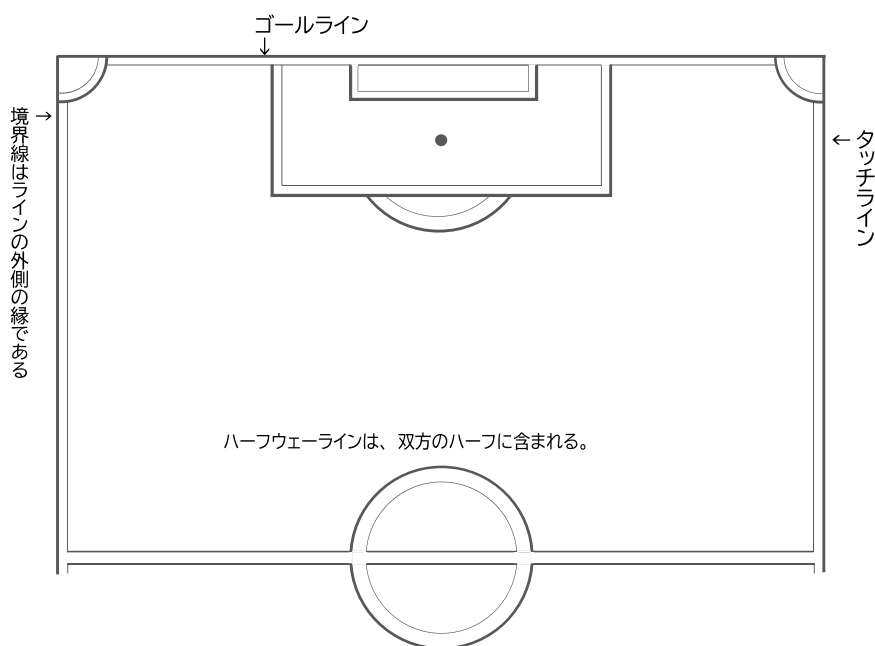 ゴールライン
境界線はラインの外側の縁である
タッチライン
ハーフウェーラインは、双方のハーフに含まれる。